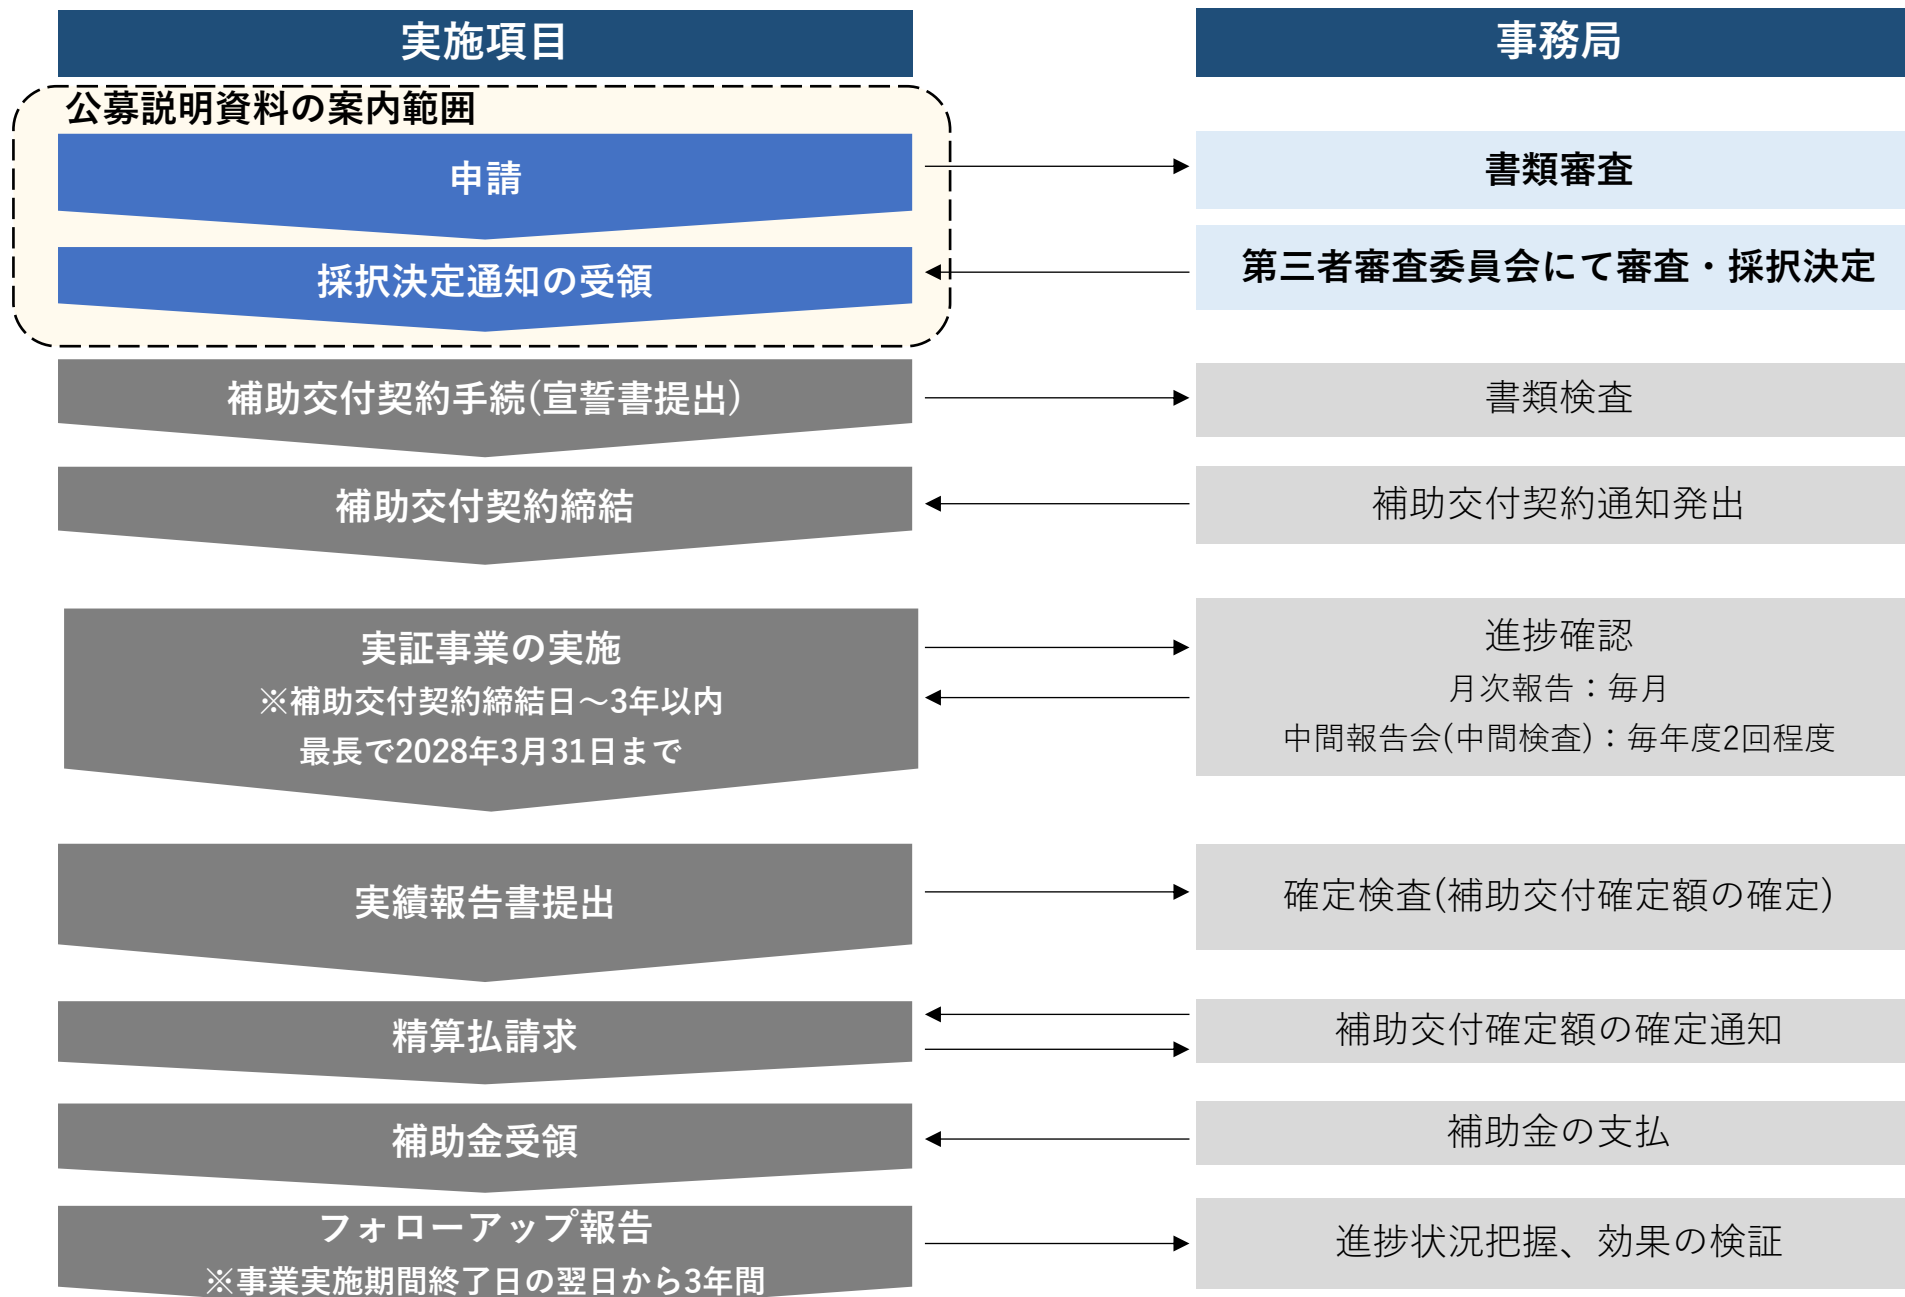 実施項目
事務局
公募説明資料の案内範囲
申請
書類審査
採択決定通知の受領
第三者審査委員会にて審査・採択決定
補助交付契約手続(宣誓書提出)
書類検査
補助交付契約締結
補助交付契約通知発出
実証事業の実施
※補助交付契約締結日～3年以内
最長で2028年3月31日まで
進捗確認
月次報告：毎月
中間報告会(中間検査)：毎年度2回程度
実績報告書提出
確定検査(補助交付確定額の確定)
精算払請求
補助交付確定額の確定通知
補助金受領
補助金の支払
フォローアップ報告
※事業実施期間終了日の翌日から3年間
進捗状況把握、効果の検証